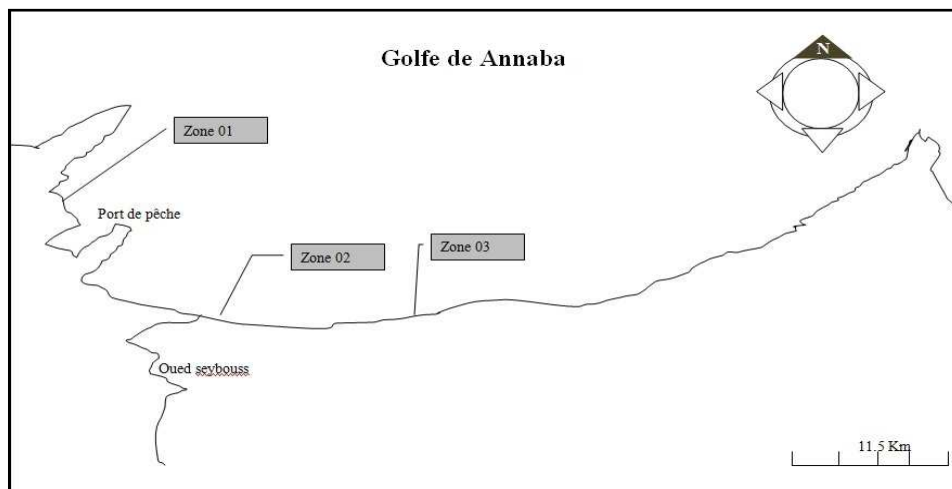 Golfe de Annaba
N
Zone 01
Port de pêche
Zone 02
Zone 03
Oued seybouss
11.5 Km